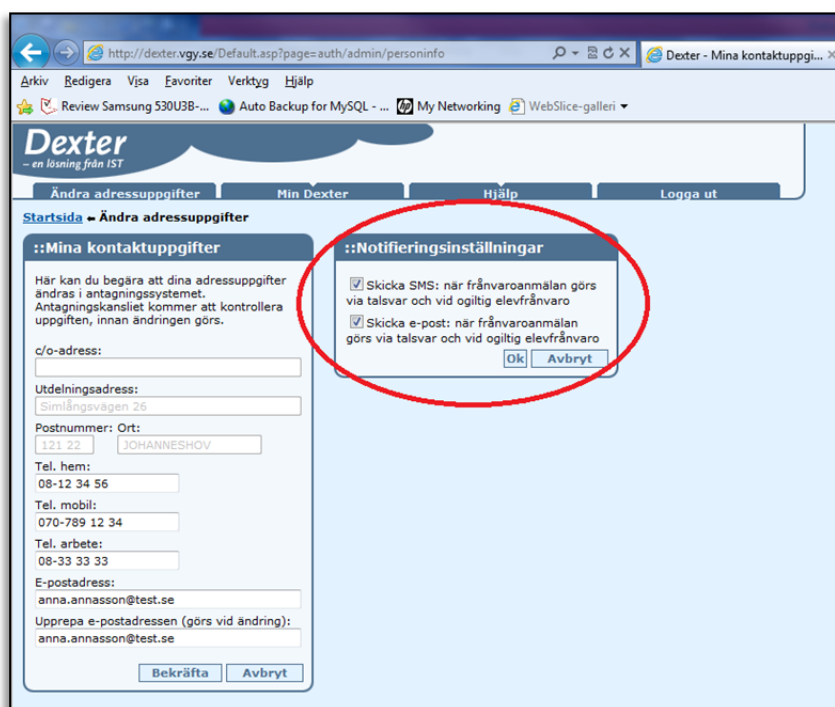 http://dexter.vgy.se/Default.asp?page=auth/admin/personinfo
Dexter - Mina kontaktuppgi...
Arkiv Redigera Visa Favoriter Verktyg Hjälp
Review Samsung 530U3B-... Auto Backup for MySQL - ... My Networking WebSlice-galleri
Dexter
– en lösning från IST
Ändra adressuppgifter Min Dexter Hjälp Logga ut
Startsida Ändra adressuppgifter
::Mina kontaktuppgifter
Här kan du begära att dina adressuppgifter
ändras i antagningssystemet.
Antagningskansliet kommer att kontrollera
uppgiften, innan ändringen görs.
c/o-adress:
Utdelningsadress:
Simlångsvägen 26
Postnummer: Ort:
121 22 JOHANNESHOV
Tel. hem:
08-12 34 56
Tel. mobil:
070-789 12 34
Tel. arbete:
08-33 33 33
E-postadress:
anna.annasson@test.se
Upprepa e-postadressen (görs vid ändring):
anna.annasson@test.se
Bekräfta Avbryt
::Notifieringsinställningar
Skicka SMS: när frånvaroanmälan görs
via talsvar och vid ogiltig elevfrånvaro
Skicka e-post: när frånvaroanmälan
görs via talsvar och vid ogiltig elevfrånvaro
Ok Avbryt